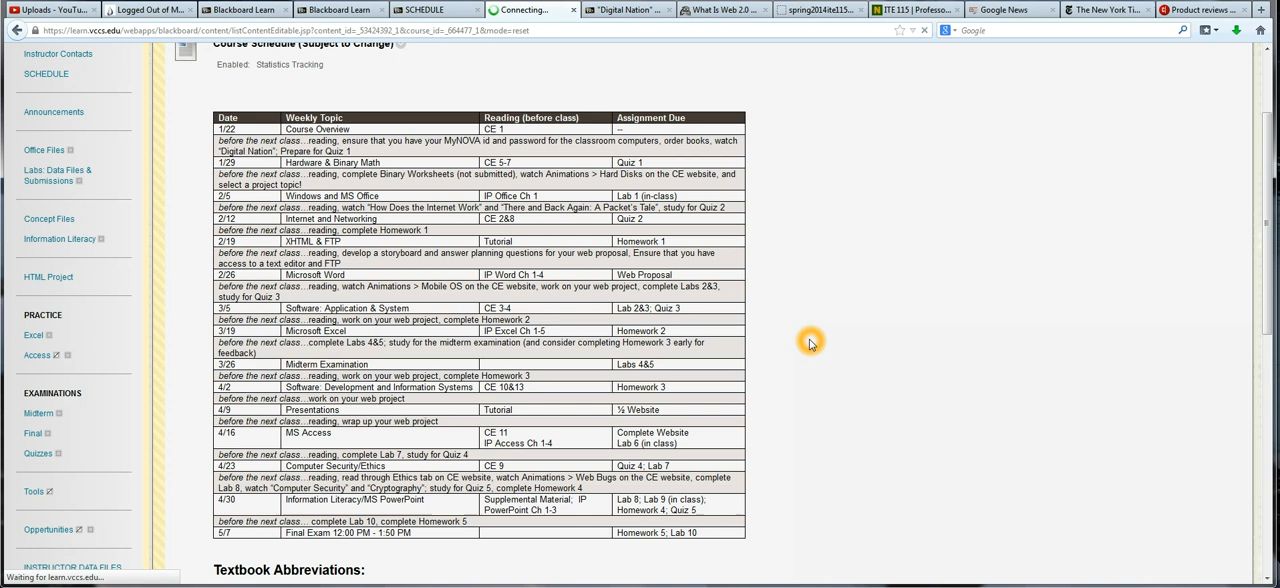 Uploads - YouTu...
Logged Out of M...
Blackboard Learn
Blackboard Learn
SCHEDULE
Connecting...
"Digital Nation" ...
What Is Web 2.0 ...
spring2014ite115...
ITE 115 | Professo...
Google News
The New York Ti...
Product reviews ...
https://learn.vccs.edu/webapps/blackboard/content/listContentEditable.jsp?content_id=_53424392_1&course_id=_664477_1&mode=reset
Google
Instructor Contacts
SCHEDULE
Announcements
Office Files
Labs: Data Files &
Submissions
Concept Files
Information Literacy
HTML Project
PRACTICE
Excel
Access
EXAMINATIONS
Midterm
Final
Quizzes
Tools
Opportunities
INSTRUCTOR DATA FILES
Course Schedule (Subject to Change)
Enabled: Statistics Tracking
Date Weekly Topic Reading (before class) Assignment Due
1/22 Course Overview CE 1 --
before the next class...reading, ensure that you have your MyNOVA id and password for the classroom computers, order books, watch
"Digital Nation"; Prepare for Quiz 1
1/29 Hardware & Binary Math CE 5-7 Quiz 1
before the next class...reading, complete Binary Worksheets (not submitted), watch Animations > Hard Disks on the CE website, and
select a project topic!
2/5 Windows and MS Office IP Office Ch 1 Lab 1 (in-class)
before the next class...reading, watch "How Does the Internet Work" and "There and Back Again: A Packet's Tale", study for Quiz 2
2/12 Internet and Networking CE 2&8 Quiz 2
before the next class...reading, complete Homework 1
2/19 XHTML & FTP Tutorial Homework 1
before the next class...reading, develop a storyboard and answer planning questions for your web proposal, Ensure that you have
access to a text editor and FTP
2/26 Microsoft Word IP Word Ch 1-4 Web Proposal
before the next class...reading, watch Animations > Mobile OS on the CE website, work on your web project, complete Labs 2&3,
study for Quiz 3
3/5 Software: Application & System CE 3-4 Lab 2&3; Quiz 3
before the next class...reading, work on your web project, complete Homework 2
3/19 Microsoft Excel IP Excel Ch 1-5 Homework 2
before the next class...complete Labs 4&5; study for the midterm examination (and consider completing Homework 3 early for
feedback)
3/26 Midterm Examination Labs 4&5
before the next class...reading, work on your web project, complete Homework 3
4/2 Software: Development and Information Systems CE 10&13 Homework 3
before the next class...work on your web project
4/9 Presentations Tutorial ½ Website
before the next class...reading, wrap up your web project
4/16 MS Access CE 11 Complete Website
IP Access Ch 1-4 Lab 6 (in class)
before the next class...reading, complete Lab 7, study for Quiz 4
4/23 Computer Security/Ethics CE 9 Quiz 4; Lab 7
before the next class...reading, read through Ethics tab on CE website, watch Animations > Web Bugs on the CE website, complete
Lab 8, watch "Computer Security" and "Cryptography"; study for Quiz 5, complete Homework 4
4/30 Information Literacy/MS PowerPoint Supplemental Material; IP Lab 8; Lab 9 (in class);
PowerPoint Ch 1-3 Homework 4; Quiz 5
before the next class... complete Lab 10, complete Homework 5
5/7 Final Exam 12:00 PM - 1:50 PM Homework 5; Lab 10
Textbook Abbreviations:
Waiting for learn.vccs.edu...